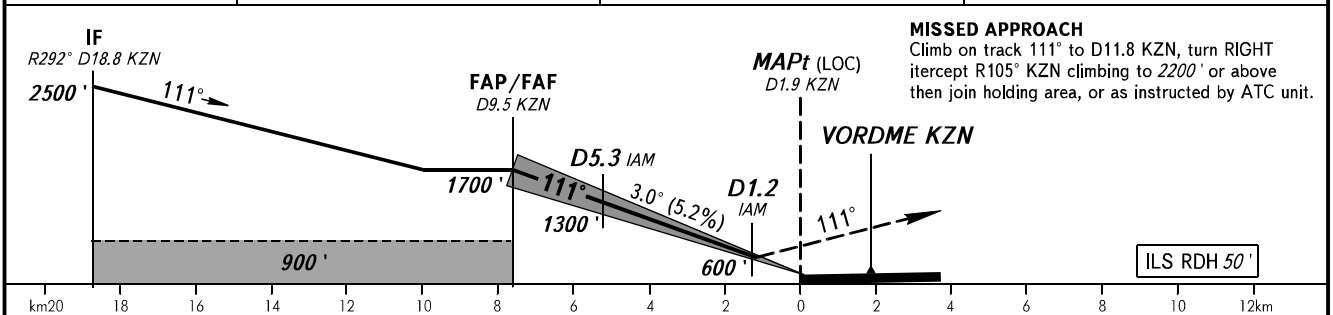 MISSED APPROACH
Climb on track 111° to D11.8 KZN, turn RIGHT
itercept R105° KZN climbing to 2200 ' or above
then join holding area, or as instructed by ATC unit.
IF
R292° D18.8 KZN
2500 '
111°
FAP/FAF
D9.5 KZN
MAPt (LOC)
D1.9 KZN
VORDME KZN
1700 '
111°
D5.3 IAM
1300 '
3.0° (5.2%)
D1.2
IAM
600 '
111°
900 '
ILS RDH 50 '
km20 18 16 14 12 10 8 6 4 2 0 2 4 6 8 10 12km